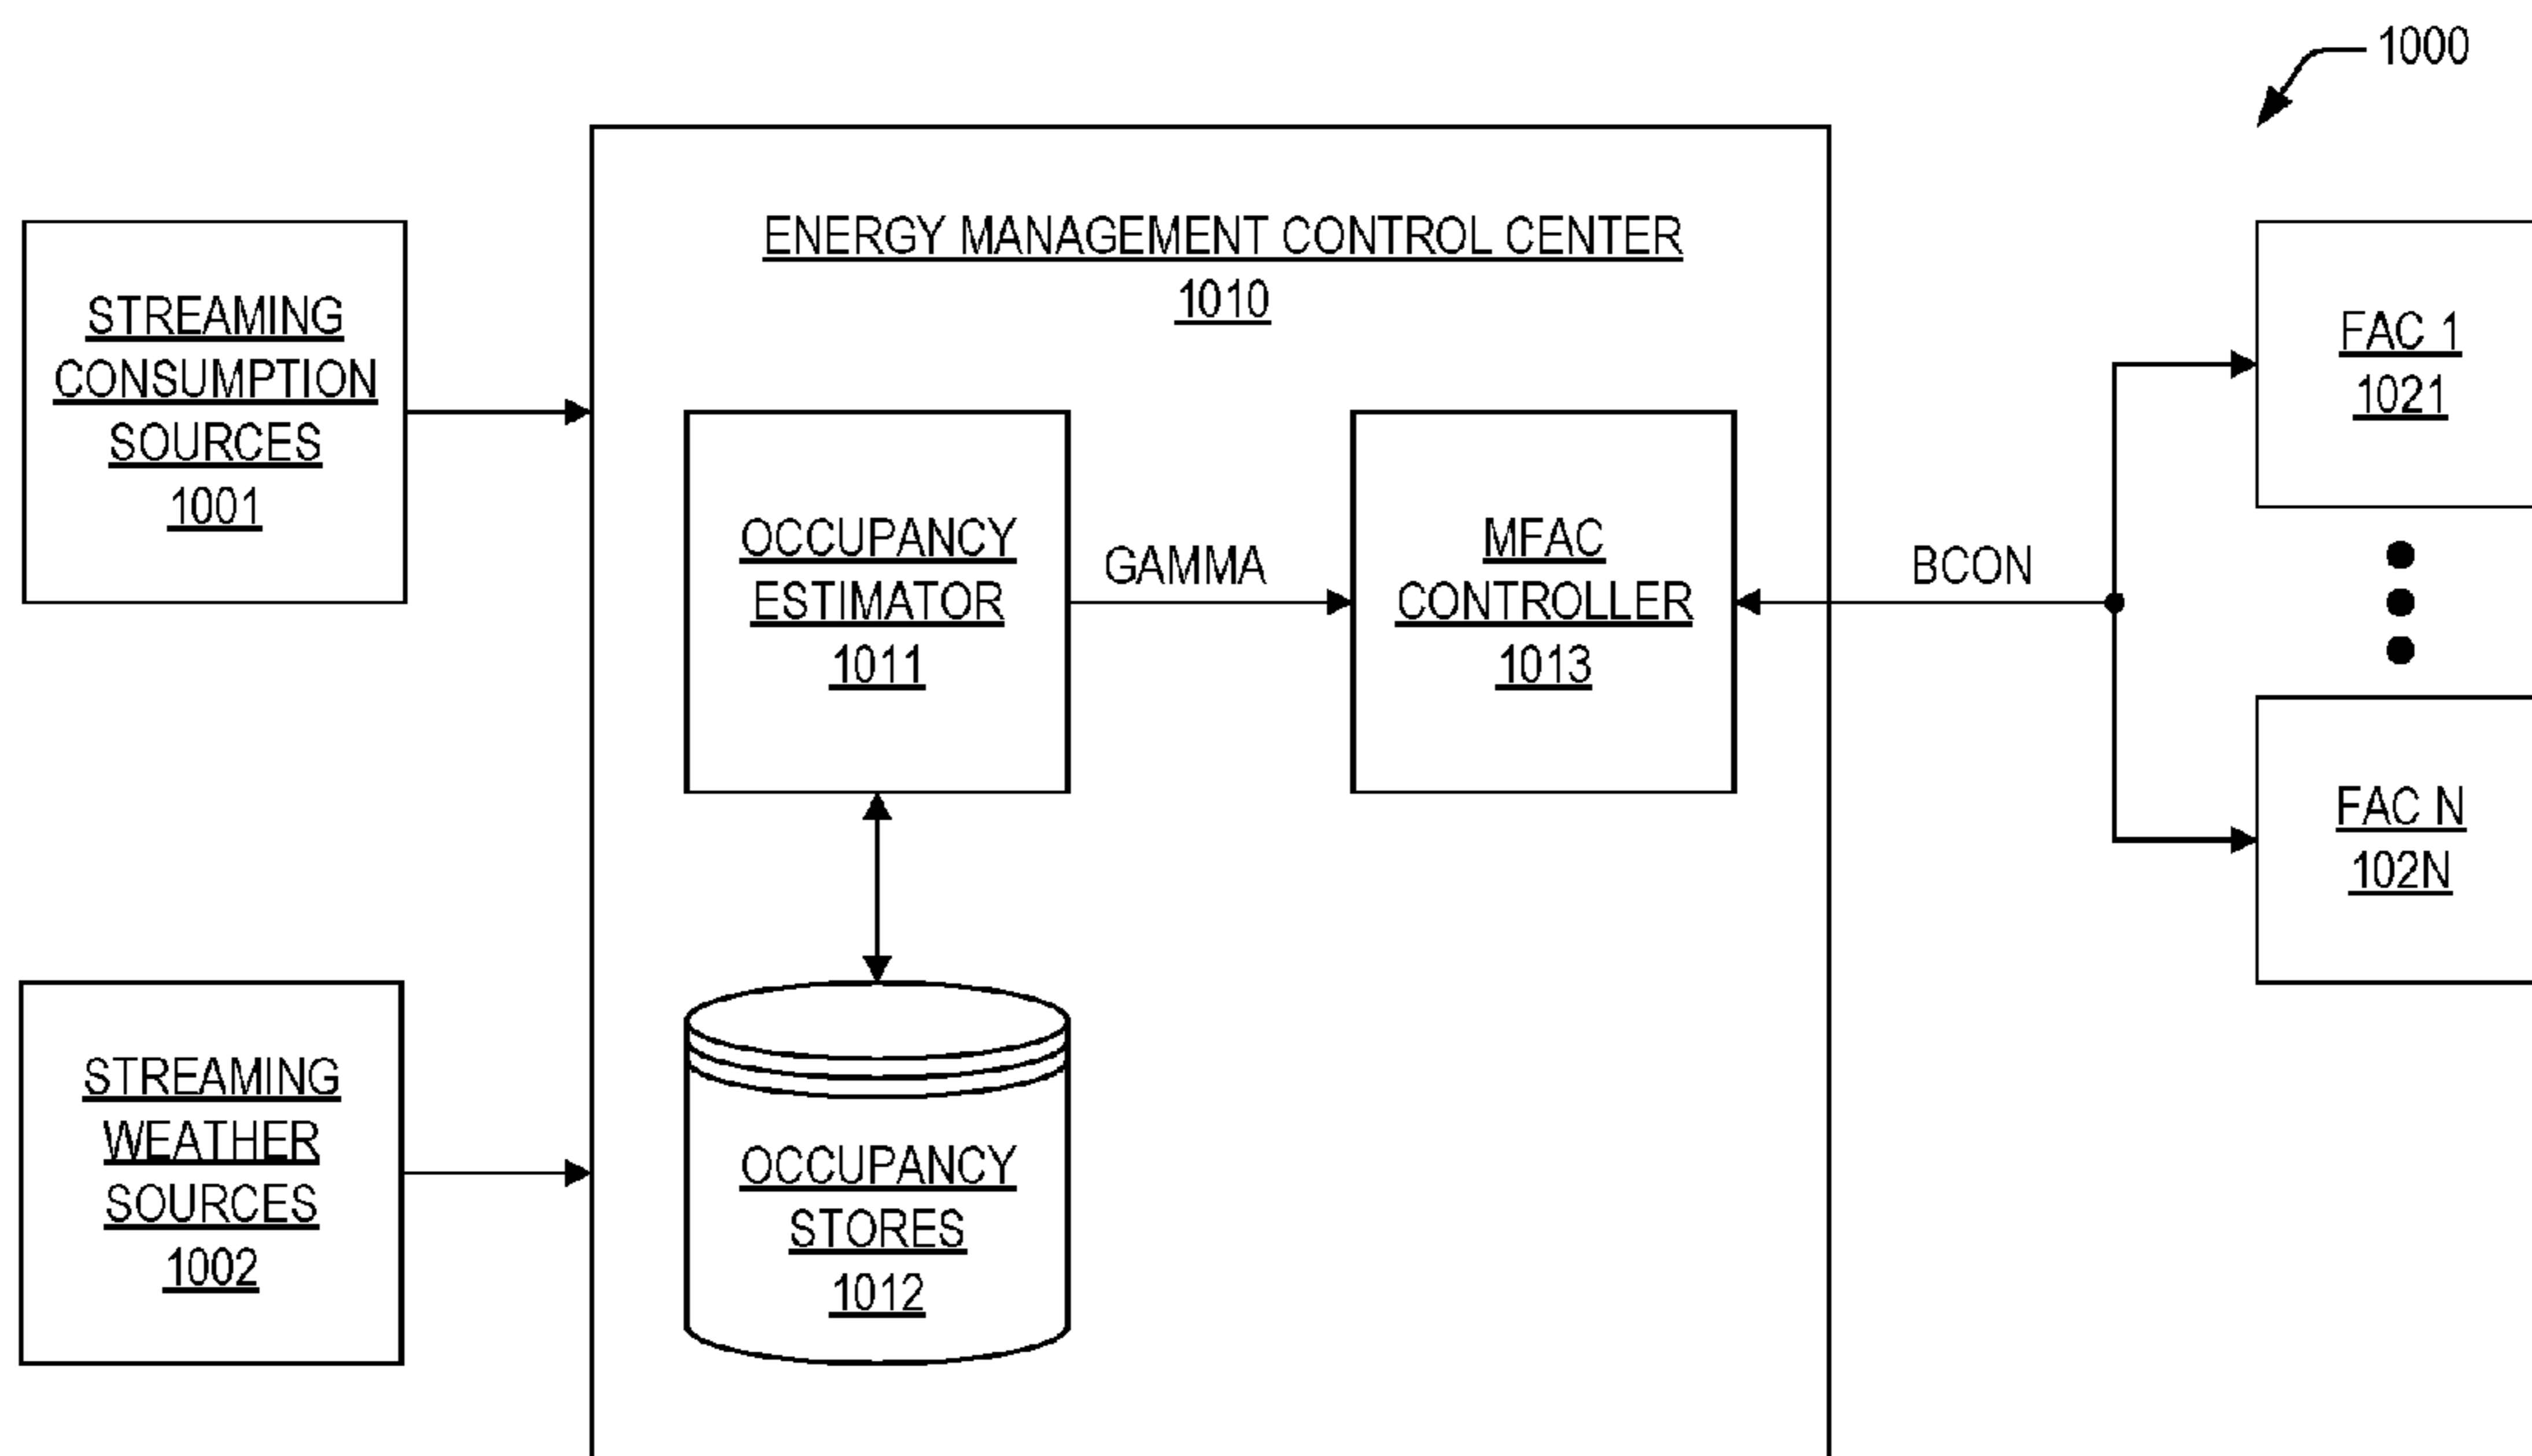 1000
ENERGY MANAGEMENT CONTROL CENTER
1010
STREAMING
CONSUMPTION
SOURCES
1001
STREAMING
WEATHER
SOURCES
1002
OCCUPANCY
ESTIMATOR
1011
GAMMA
MFAC
CONTROLLER
1013
OCCUPANCY
STORES
1012
BCON
FAC 1
1021
FAC N
102N